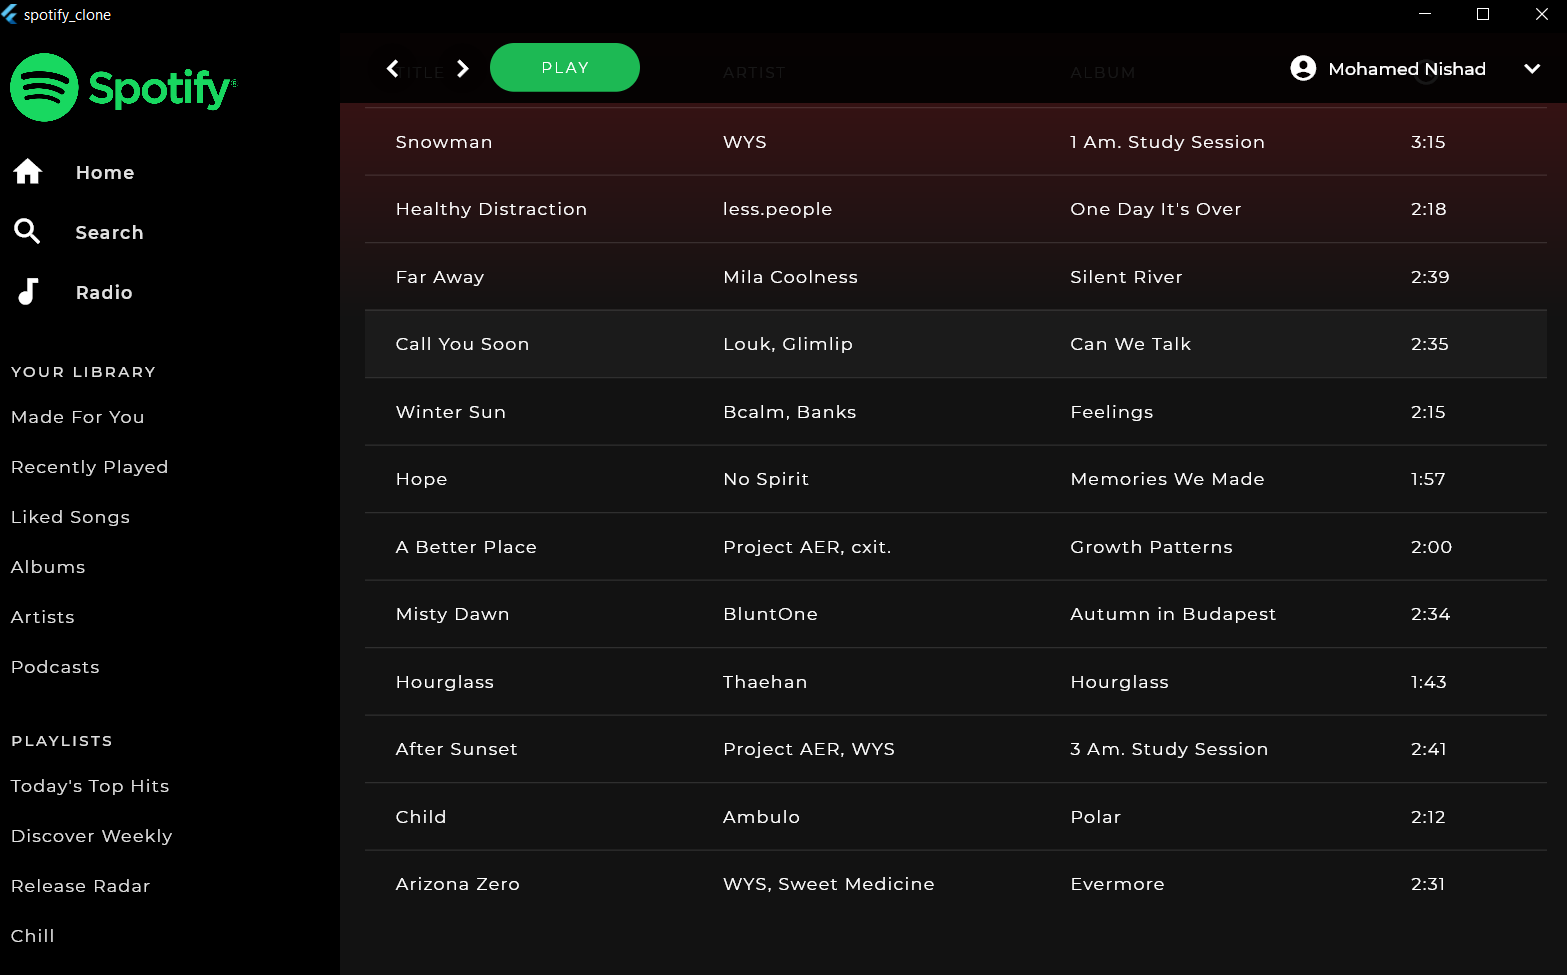 spotify_clone
Spotify®
Home
Search
Radio
YOUR LIBRARY
Made For You
Recently Played
Liked Songs
Albums
Artists
Podcasts
PLAYLISTS
Today's Top Hits
Discover Weekly
Release Radar
Chill
PLAY
Mohamed Nishad
TITLE ARTIST ALBUM
Snowman WYS 1 Am. Study Session 3:15
Healthy Distraction less.people One Day It's Over 2:18
Far Away Mila Coolness Silent River 2:39
Call You Soon Louk, Glimlip Can We Talk 2:35
Winter Sun Bcalm, Banks Feelings 2:15
Hope No Spirit Memories We Made 1:57
A Better Place Project AER, cxit. Growth Patterns 2:00
Misty Dawn BluntOne Autumn in Budapest 2:34
Hourglass Thaehan Hourglass 1:43
After Sunset Project AER, WYS 3 Am. Study Session 2:41
Child Ambulo Polar 2:12
Arizona Zero WYS, Sweet Medicine Evermore 2:31